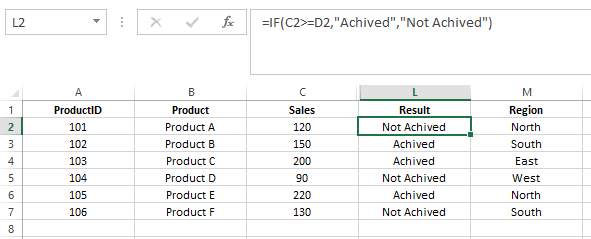 L2 fx =IF(C2>=D2,"Achived","Not Achived")
A B C L M
1 ProductID Product Sales Result Region
2 101 Product A 120 Not Achived North
3 102 Product B 150 Achived South
4 103 Product C 200 Achived East
5 104 Product D 90 Not Achived West
6 105 Product E 220 Achived North
7 106 Product F 130 Not Achived South
8